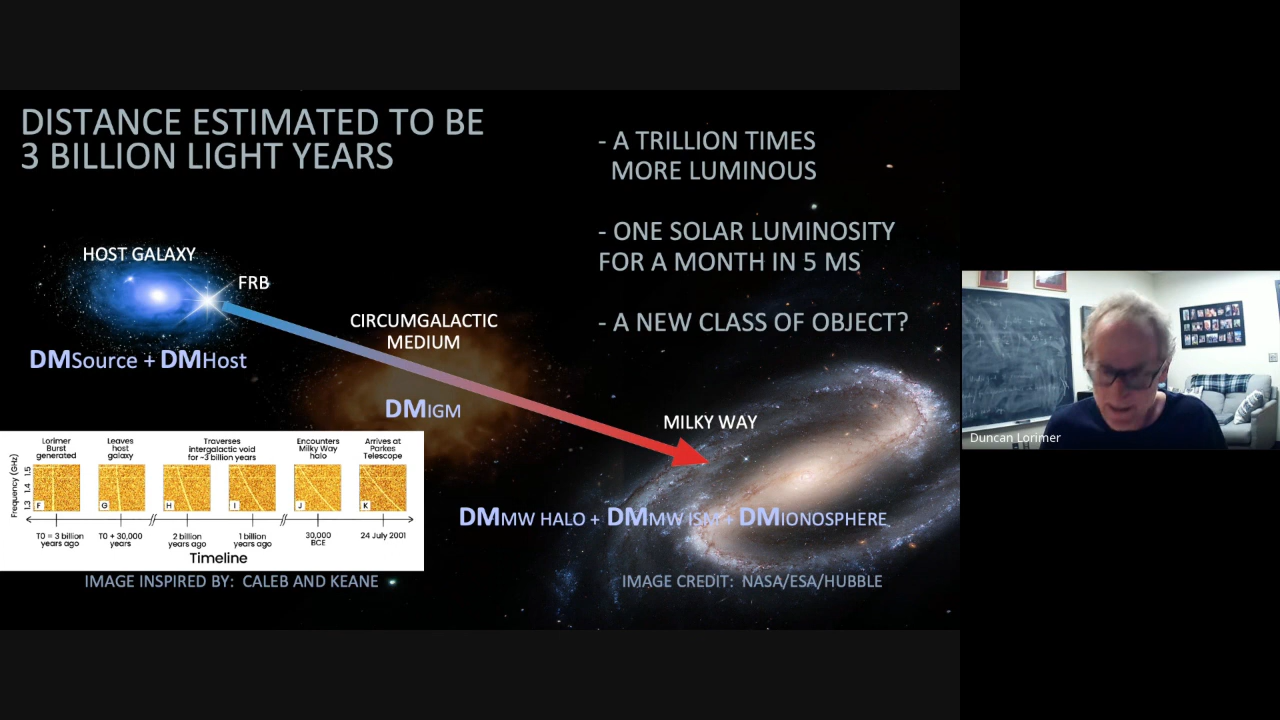 DISTANCE ESTIMATED TO BE
3 BILLION LIGHT YEARS
- A TRILLION TIMES
MORE LUMINOUS
- ONE SOLAR LUMINOSITY
FOR A MONTH IN 5 MS
- A NEW CLASS OF OBJECT?
HOST GALAXY
FRB
CIRCUMGALACTIC
MEDIUM
DMSource + DMHost
DMIGM
MILKY WAY
DMMW HALO + DMMW ISM + DMIONOSPHERE
Lorimer
Burst
generated
Leaves
host
galaxy
Traverses
intergalactic void
for ~3 billion years
Encounters
Milky Way
halo
Arrives at
Parkes
Telescope
Frequency (GHz)
1.5
1.4
1.3
F
G
H
I
J
K
T0 = 3 billion
years ago
T0 + 30,000
years
2 billion
years ago
1 billion
years ago
30,000
BCE
24 July 2001
Timeline
IMAGE INSPIRED BY: CALEB AND KEANE
IMAGE CREDIT: NASA/ESA/HUBBLE
Duncan Lorimer